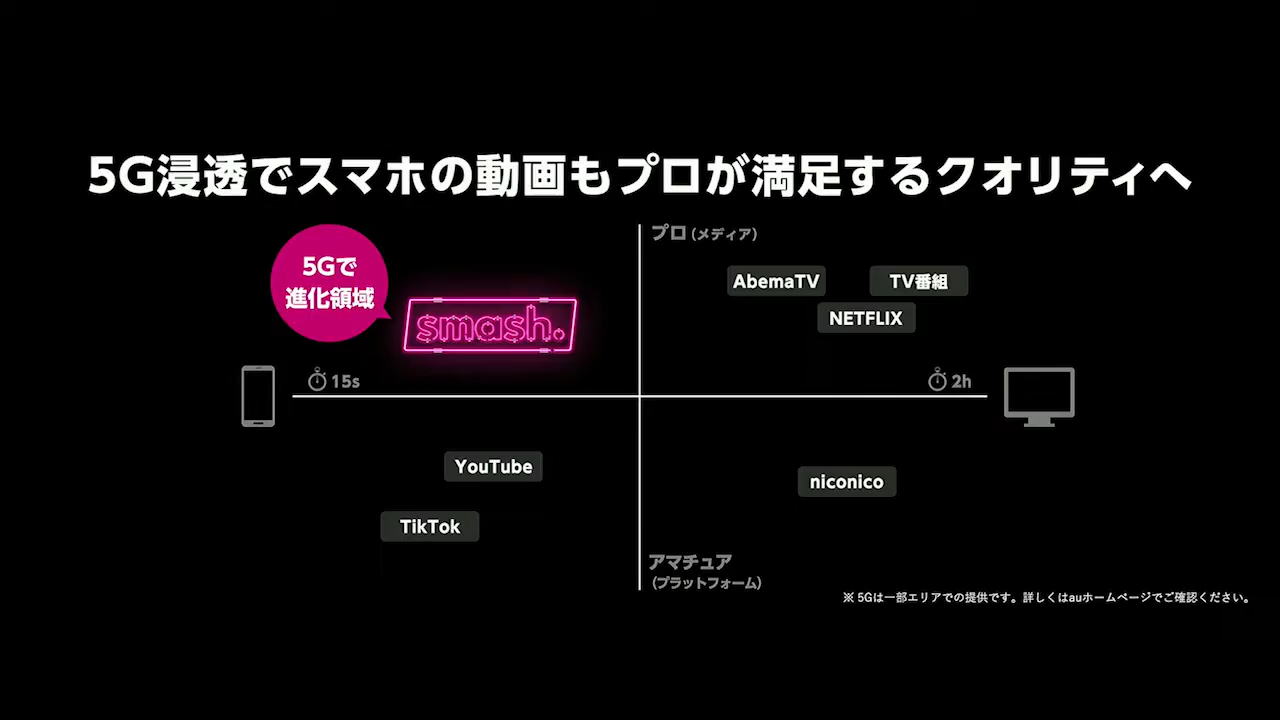 5G浸透でスマホの動画もプロが満足するクオリティへ
プロ（メディア）
5Gで
進化領域
AbemaTV
TV番組
NETFLIX
smash.
15s
2h
YouTube
niconico
TikTok
アマチュア
（プラットフォーム）
※ 5Gは一部エリアでの提供です。詳しくはauホームページでご確認ください。